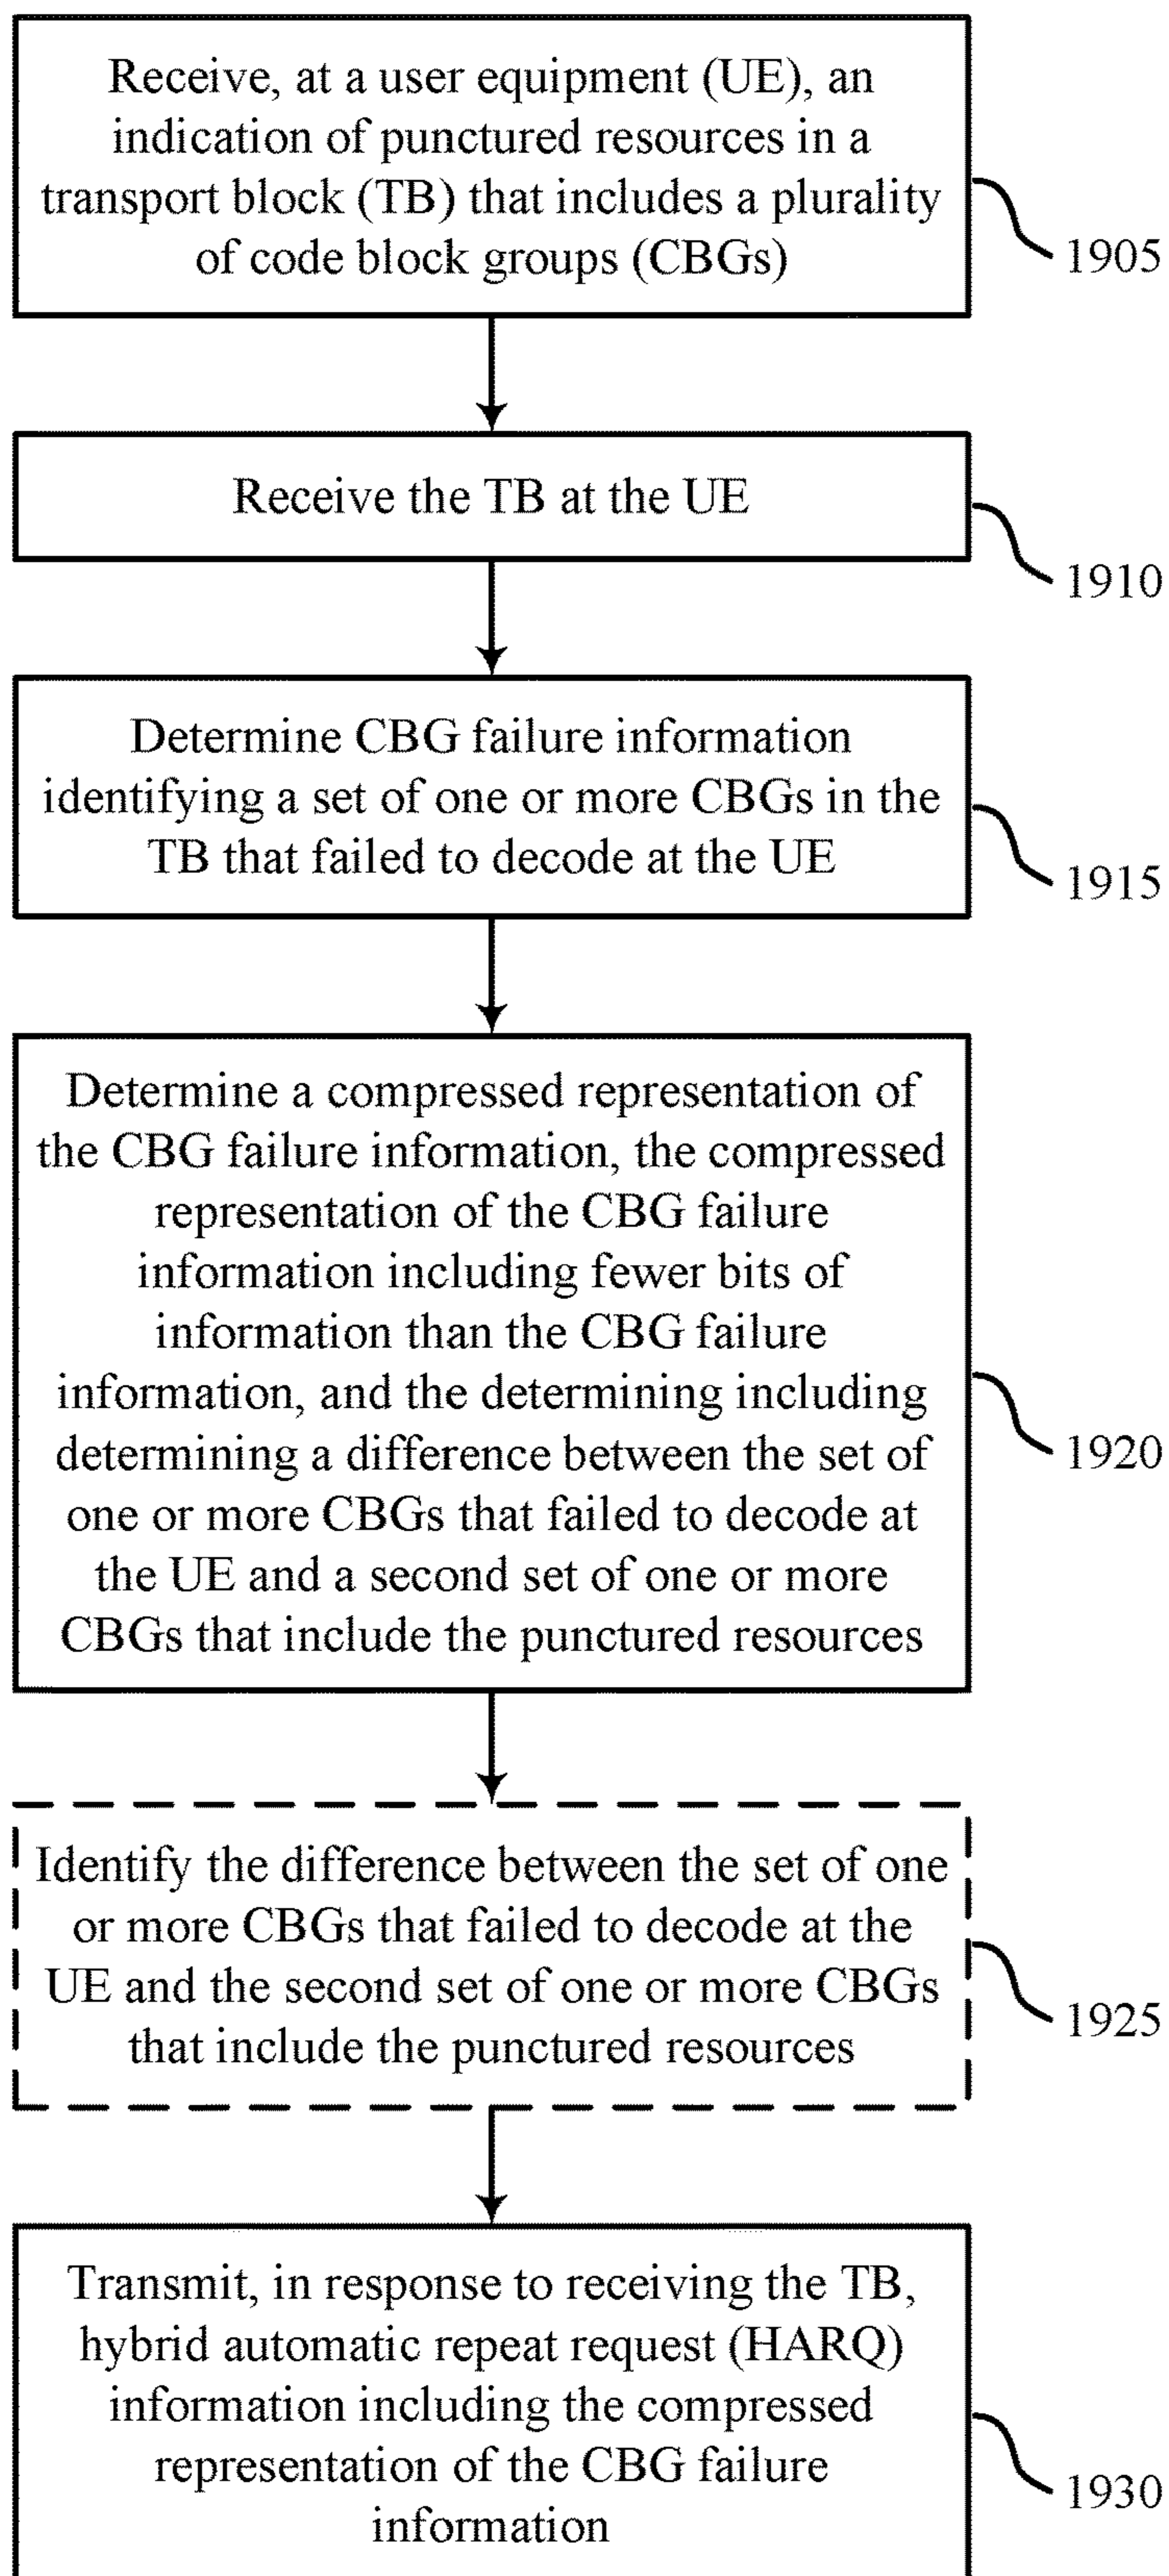 Receive, at a user equipment (UE), an
indication of punctured resources in a
transport block (TB) that includes a plurality
of code block groups (CBGs)
1905
Receive the TB at the UE
1910
Determine CBG failure information
identifying a set of one or more CBGs in the
TB that failed to decode at the UE
1915
Determine a compressed representation of
the CBG failure information, the compressed
representation of the CBG failure
information including fewer bits of
information than the CBG failure
information, and the determining including
determining a difference between the set of
one or more CBGs that failed to decode at
the UE and a second set of one or more
CBGs that include the punctured resources
1920
Identify the difference between the set of one
or more CBGs that failed to decode at the
UE and the second set of one or more CBGs
that include the punctured resources
1925
Transmit, in response to receiving the TB,
hybrid automatic repeat request (HARQ)
information including the compressed
representation of the CBG failure
information
1930